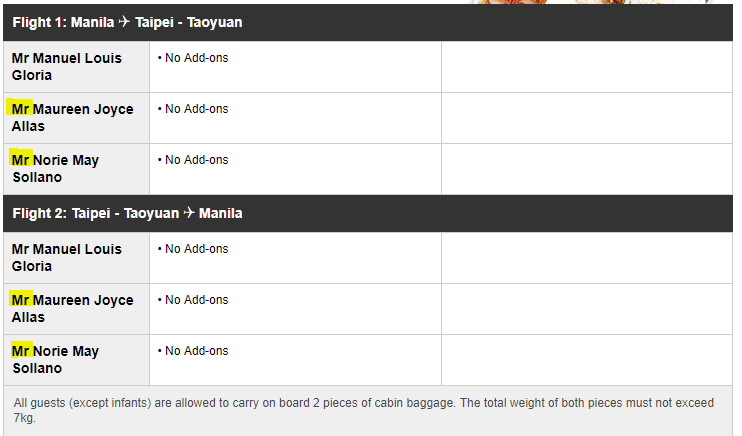 Flight 1: Manila ✈ Taipei - Taoyuan
Mr Manuel Louis
Gloria
• No Add-ons
Mr Maureen Joyce
Allas
• No Add-ons
Mr Norie May
Sollano
• No Add-ons
Flight 2: Taipei - Taoyuan ✈ Manila
Mr Manuel Louis
Gloria
• No Add-ons
Mr Maureen Joyce
Allas
• No Add-ons
Mr Norie May
Sollano
• No Add-ons
All guests (except infants) are allowed to carry on board 2 pieces of cabin baggage. The total weight of both pieces must not exceed
7kg.